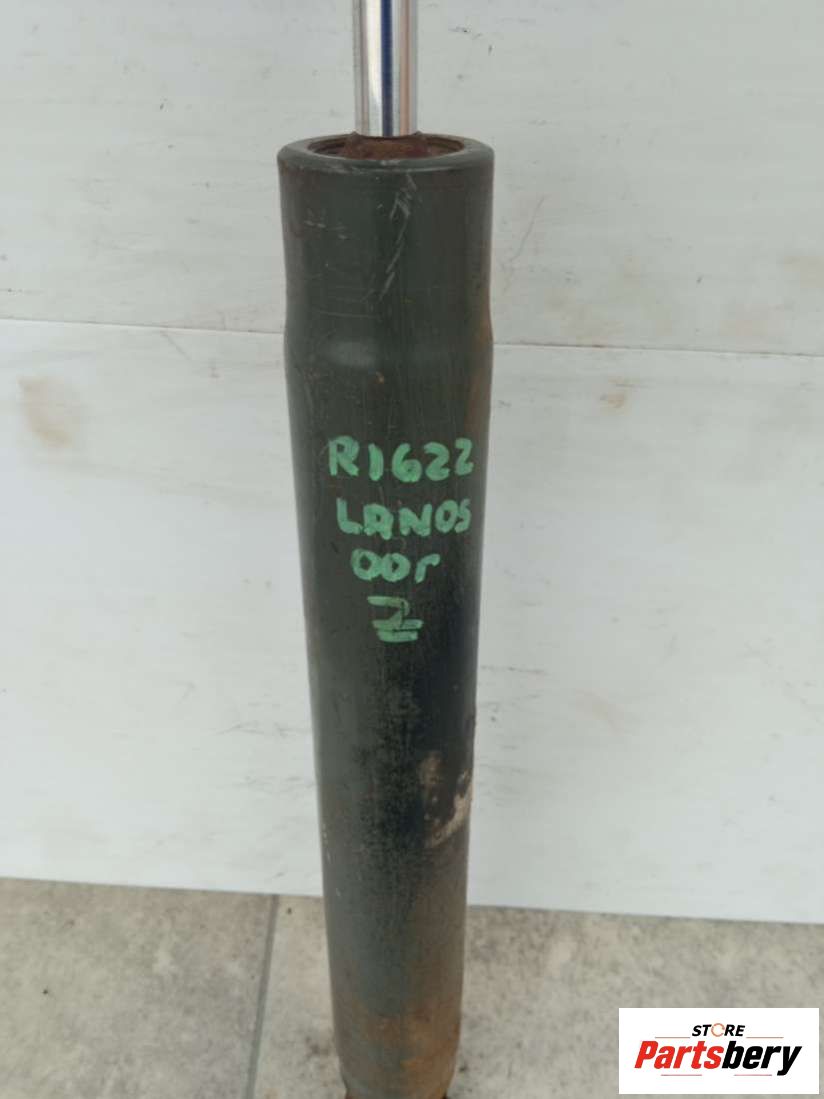 R1622
LANOS
00r
Z
STORE
Partsbery